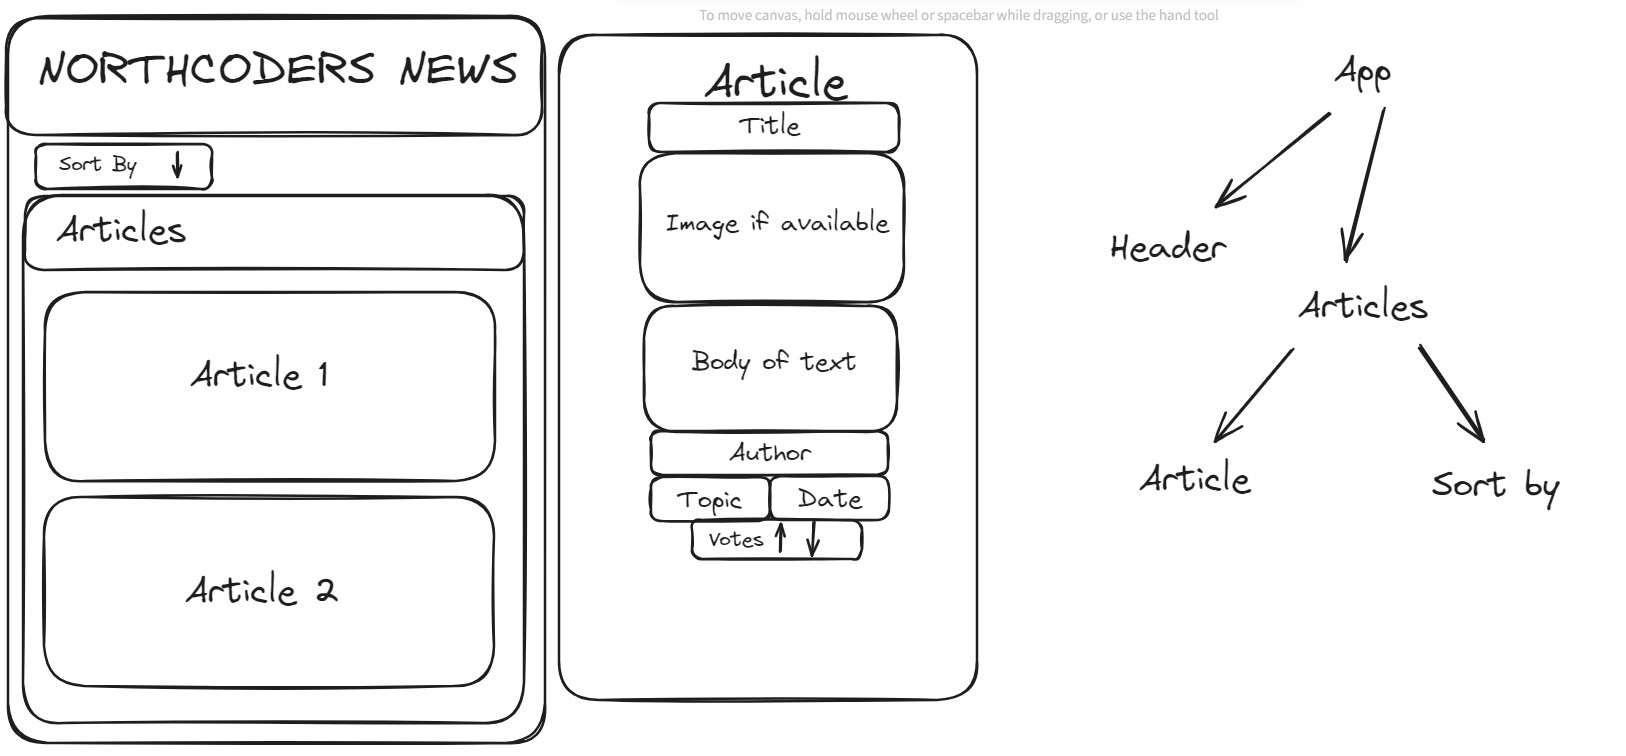 To move canvas, hold mouse wheel or spacebar while dragging, or use the hand tool
NORTHCODERS NEWS
Sort By
Articles
Article 1
Article 2
Article
Title
Image if available
Body of text
Author
Topic
Date
Votes
App
Header
Articles
Article
Sort by